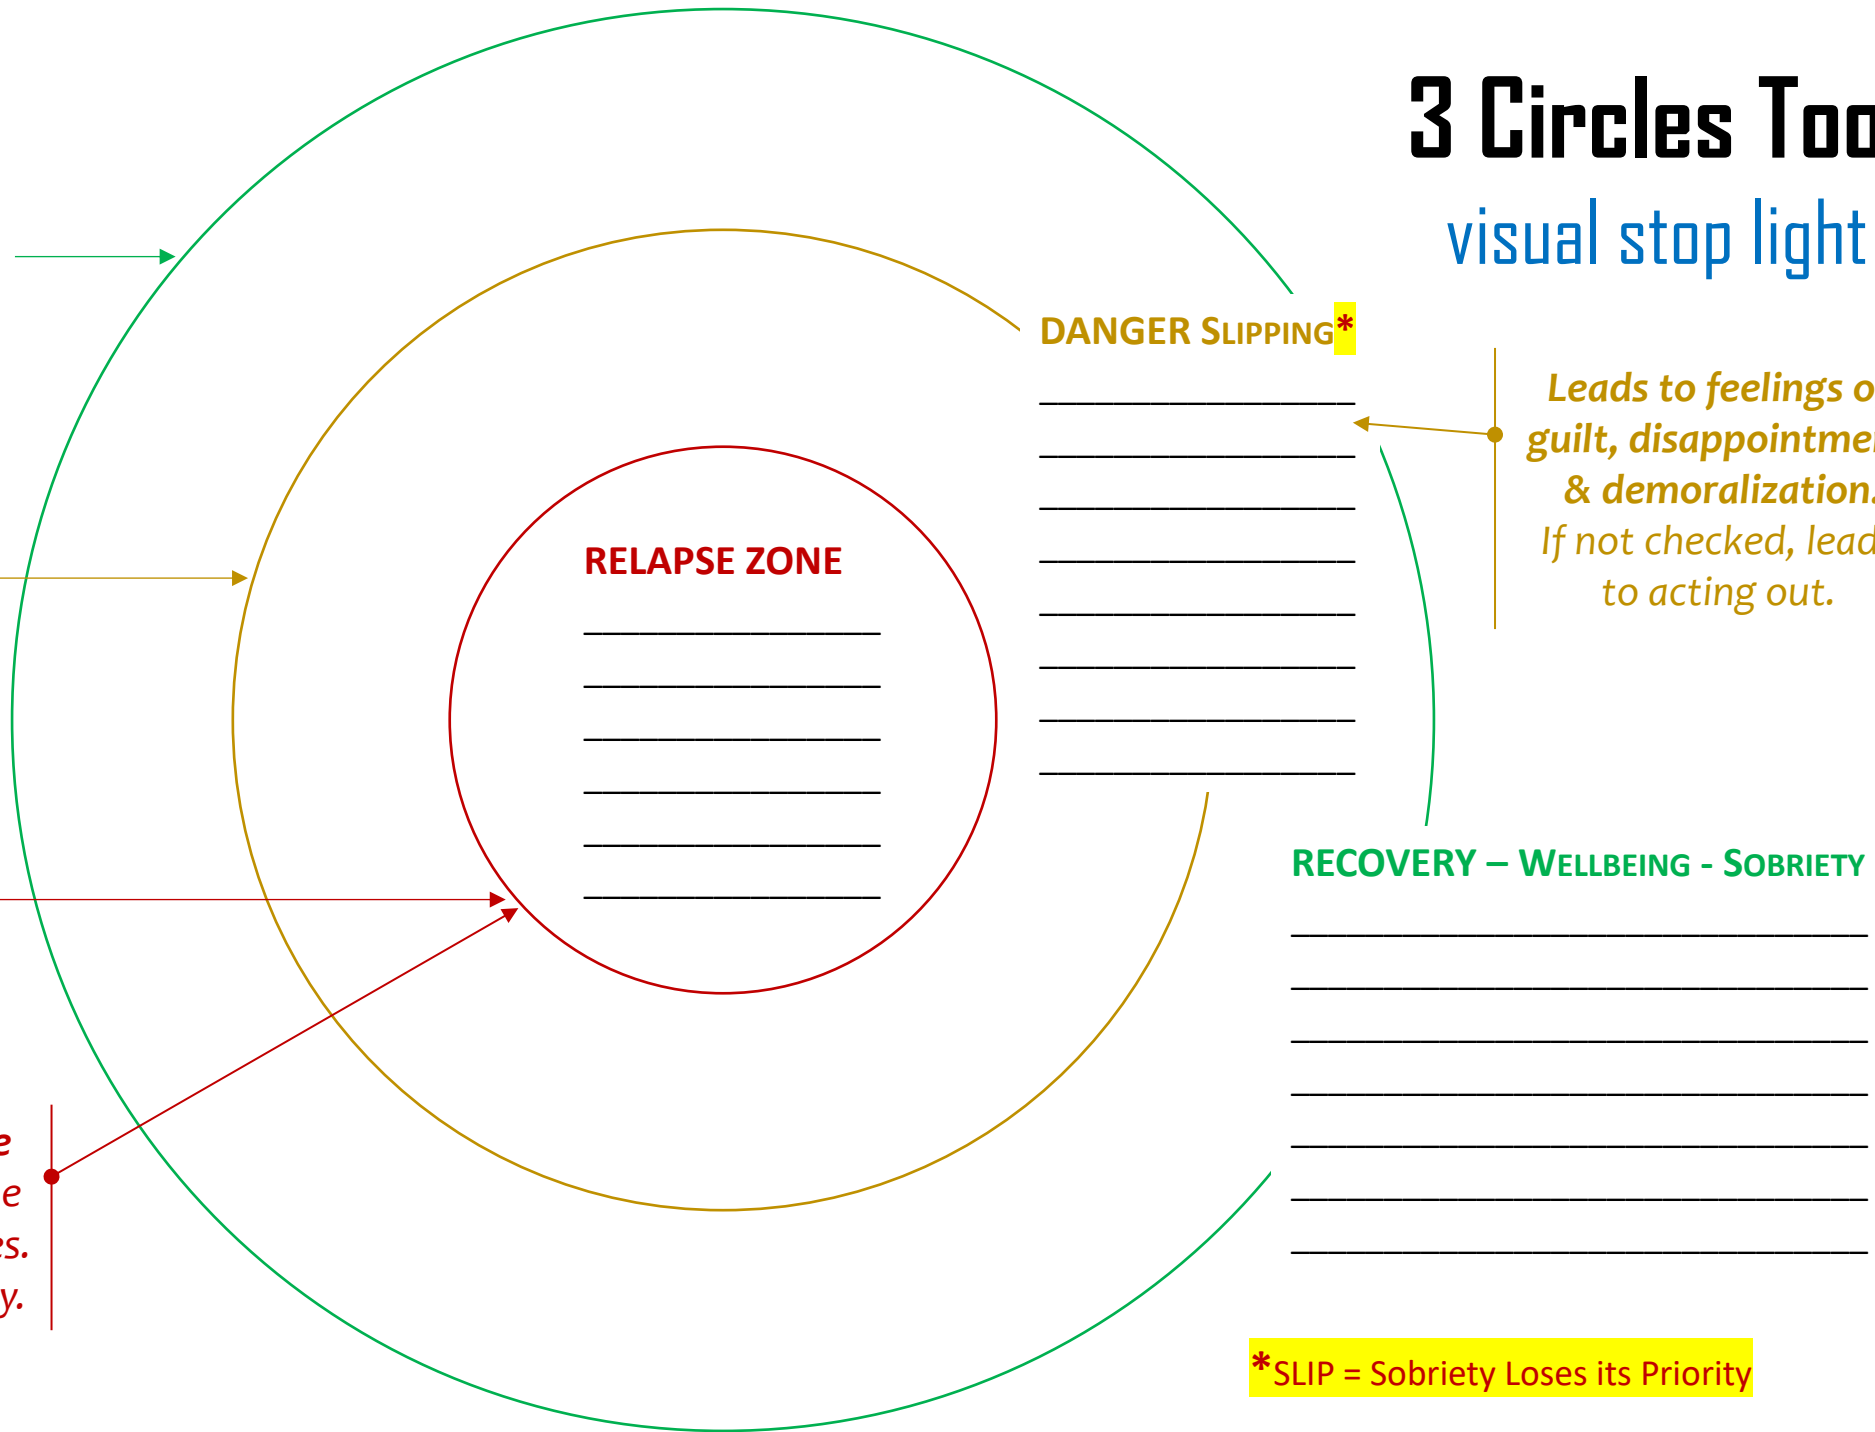 3 Circles Too
visual stop light
DANGER SLIPPING*
Leads to feelings o
guilt, disappointme
& demoralization.
If not checked, lead
to acting out.
RELAPSE ZONE
RECOVERY – WELLBEING - SOBRIETY
e
e
es.
y.
*SLIP = Sobriety Loses its Priority